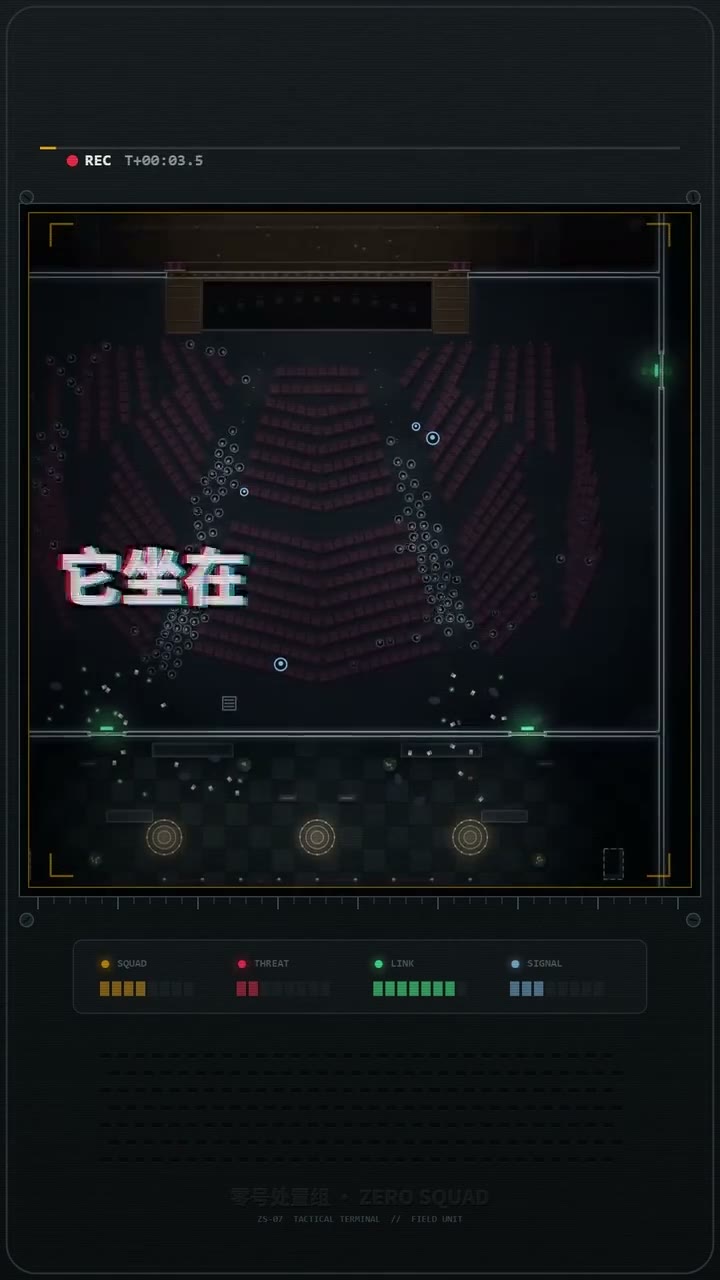 REC T+00:03.5
它坐在
SQUAD THREAT LINK SIGNAL
零号处置组 · ZERO SQUAD
ZS-07 TACTICAL TERMINAL // FIELD UNIT